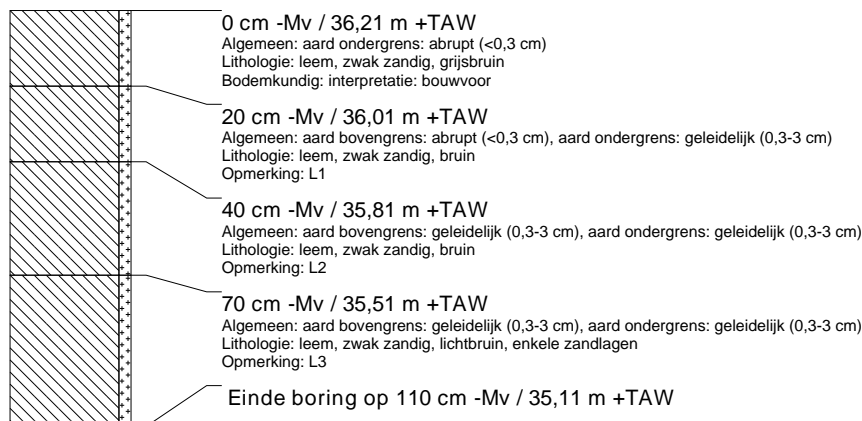 0 cm -Mv / 36,21 m +TAW
Algemeen: aard ondergrens: abrupt (<0,3 cm)
Lithologie: leem, zwak zandig, grijsbruin
Bodemkundig: interpretatie: bouwvoor
20 cm -Mv / 36,01 m +TAW
Algemeen: aard bovengrens: abrupt (<0,3 cm), aard ondergrens: geleidelijk (0,3-3 cm)
Lithologie: leem, zwak zandig, bruin
Opmerking: L1
40 cm -Mv / 35,81 m +TAW
Algemeen: aard bovengrens: geleidelijk (0,3-3 cm), aard ondergrens: geleidelijk (0,3-3 cm)
Lithologie: leem, zwak zandig, bruin
Opmerking: L2
70 cm -Mv / 35,51 m +TAW
Algemeen: aard bovengrens: geleidelijk (0,3-3 cm), aard ondergrens: geleidelijk (0,3-3 cm)
Lithologie: leem, zwak zandig, lichtbruin, enkele zandlagen
Opmerking: L3
Einde boring op 110 cm -Mv / 35,11 m +TAW